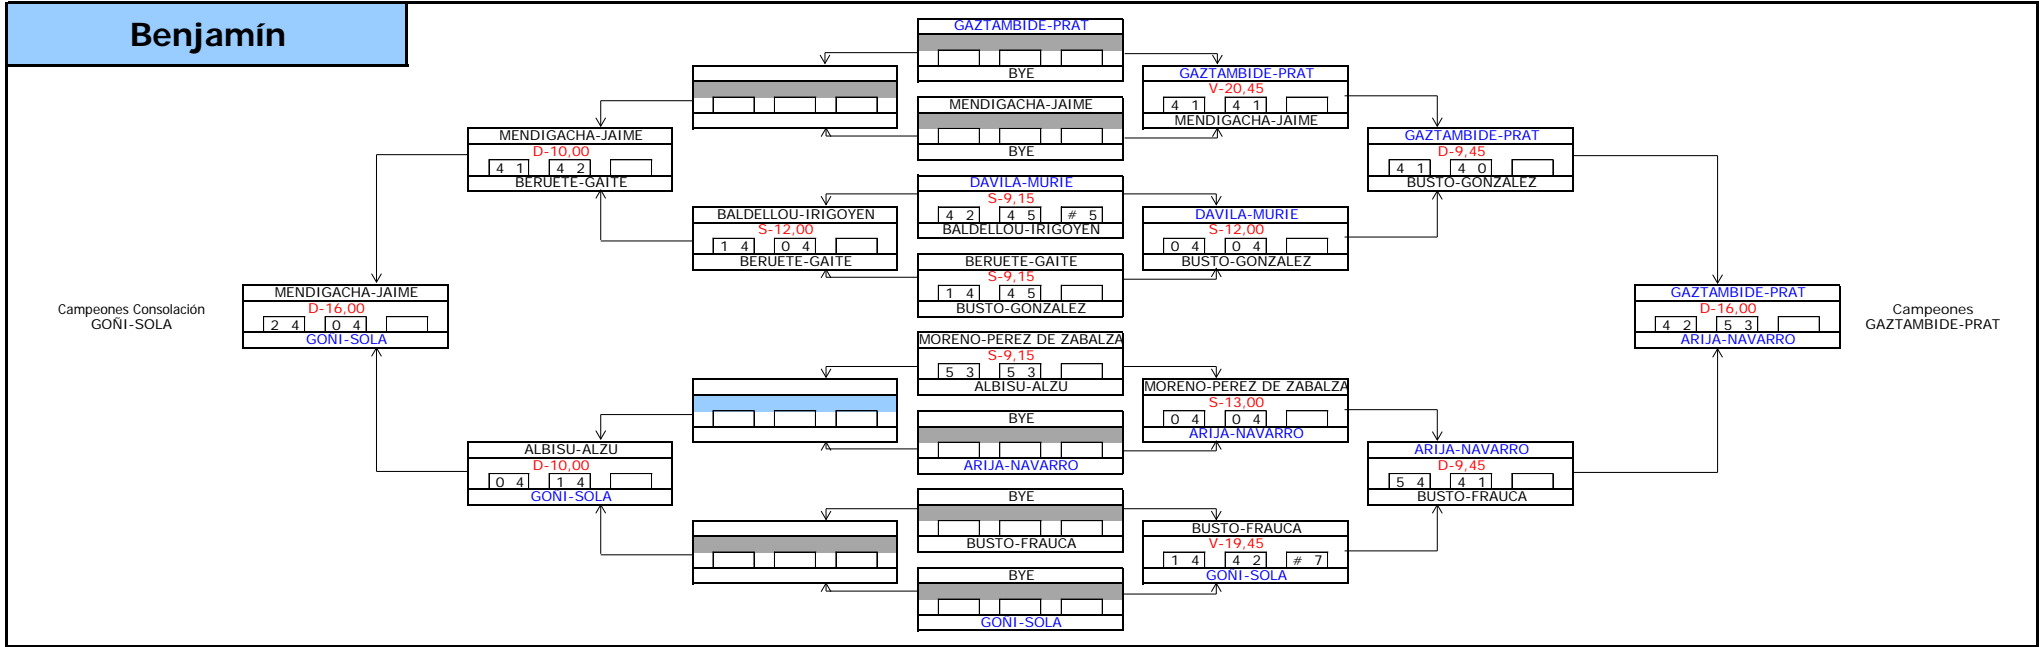 Benjamín
GAZTAMBIDE-PRAT
BYE
MENDIGACHA-JAIME
BYE
DAVILA-MURIE
S-9,15
4 2 4 5 # 5
BALDELLOU-IRIGOYEN
BERUETE-GAITE
S-9,15
1 4 4 5
BUSTO-GONZALEZ
MORENO-PEREZ DE ZABALZA
S-9,15
5 3 5 3
ALBISU-ALZU
BYE
ARIJA-NAVARRO
BYE
BUSTO-FRAUCA
BYE
GOÑI-SOLA
GAZTAMBIDE-PRAT
V-20,45
4 1 4 1
MENDIGACHA-JAIME
DAVILA-MURIE
S-12,00
0 4 0 4
BUSTO-GONZALEZ
MORENO-PEREZ DE ZABALZA
S-13,00
0 4 0 4
ARIJA-NAVARRO
BUSTO-FRAUCA
V-19,45
1 4 4 2 # 7
GOÑI-SOLA
GAZTAMBIDE-PRAT
D-9,45
4 1 4 0
BUSTO-GONZALEZ
ARIJA-NAVARRO
D-9,45
5 4 4 1
BUSTO-FRAUCA
GAZTAMBIDE-PRAT
D-16,00
4 2 5 3
ARIJA-NAVARRO
Campeones
GAZTAMBIDE-PRAT
BALDELLOU-IRIGOYEN
S-12,00
1 4 0 4
BERUETE-GAITE
MENDIGACHA-JAIME
D-10,00
4 1 4 2
BERUETE-GAITE
ALBISU-ALZU
D-10,00
0 4 1 4
GOÑI-SOLA
MENDIGACHA-JAIME
D-16,00
2 4 0 4
GOÑI-SOLA
Campeones Consolación
GOÑI-SOLA